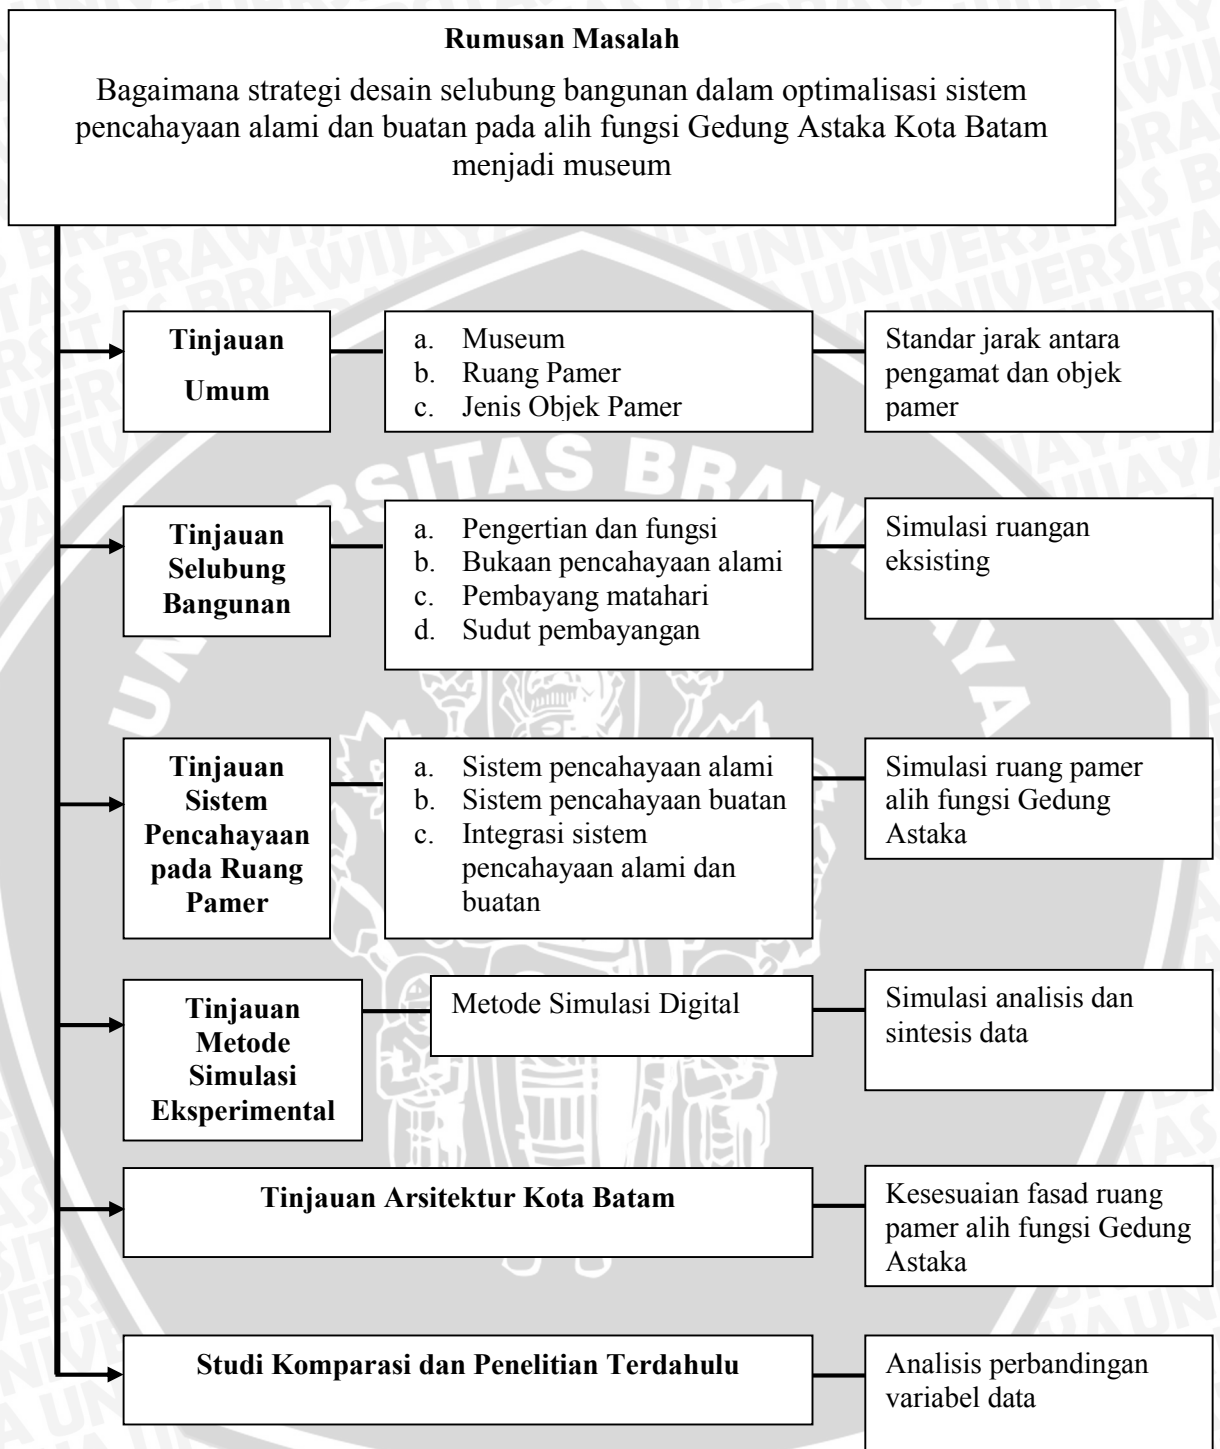 Rumusan Masalah
Bagaimana strategi desain selubung bangunan dalam optimalisasi sistem
pencahayaan alami dan buatan pada alih fungsi Gedung Astaka Kota Batam
menjadi museum
Tinjauan
Umum
a. Museum
b. Ruang Pamer
c. Jenis Objek Pamer
Standar jarak antara
pengamat dan objek
pamer
Tinjauan
Selubung
Bangunan
a. Pengertian dan fungsi
b. Bukaan pencahayaan alami
c. Pembayang matahari
d. Sudut pembayangan
Simulasi ruangan
eksisting
Tinjauan
Sistem
Pencahayaan
pada Ruang
Pamer
a. Sistem pencahayaan alami
b. Sistem pencahayaan buatan
c. Integrasi sistem
pencahayaan alami dan
buatan
Simulasi ruang pamer
alih fungsi Gedung
Astaka
Tinjauan
Metode
Simulasi
Eksperimental
Metode Simulasi Digital
Simulasi analisis dan
sintesis data
Tinjauan Arsitektur Kota Batam
Kesesuaian fasad ruang
pamer alih fungsi Gedung
Astaka
Studi Komparasi dan Penelitian Terdahulu
Analisis perbandingan
variabel data